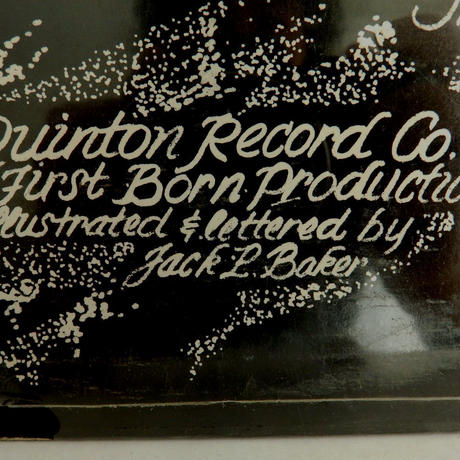 Quinton Record Co.
First Born Productio
llustrated & lettered by
Jack L Baker